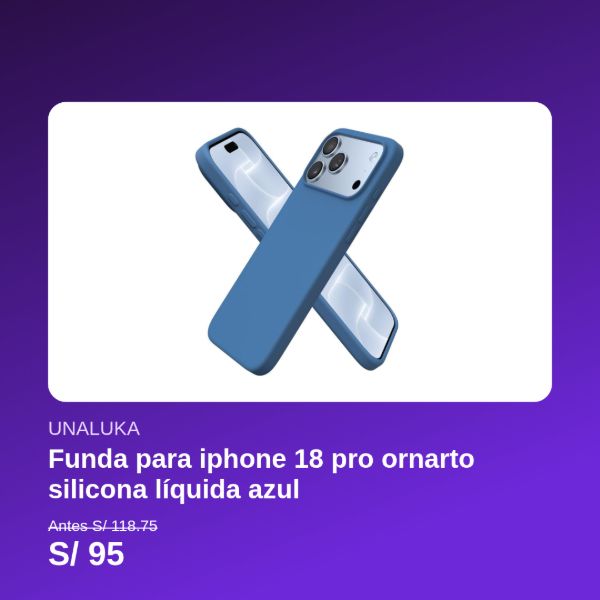 UNALUKA
Funda para iphone 18 pro ornarto
silicona líquida azul
Antes S/ 118.75
S/ 95